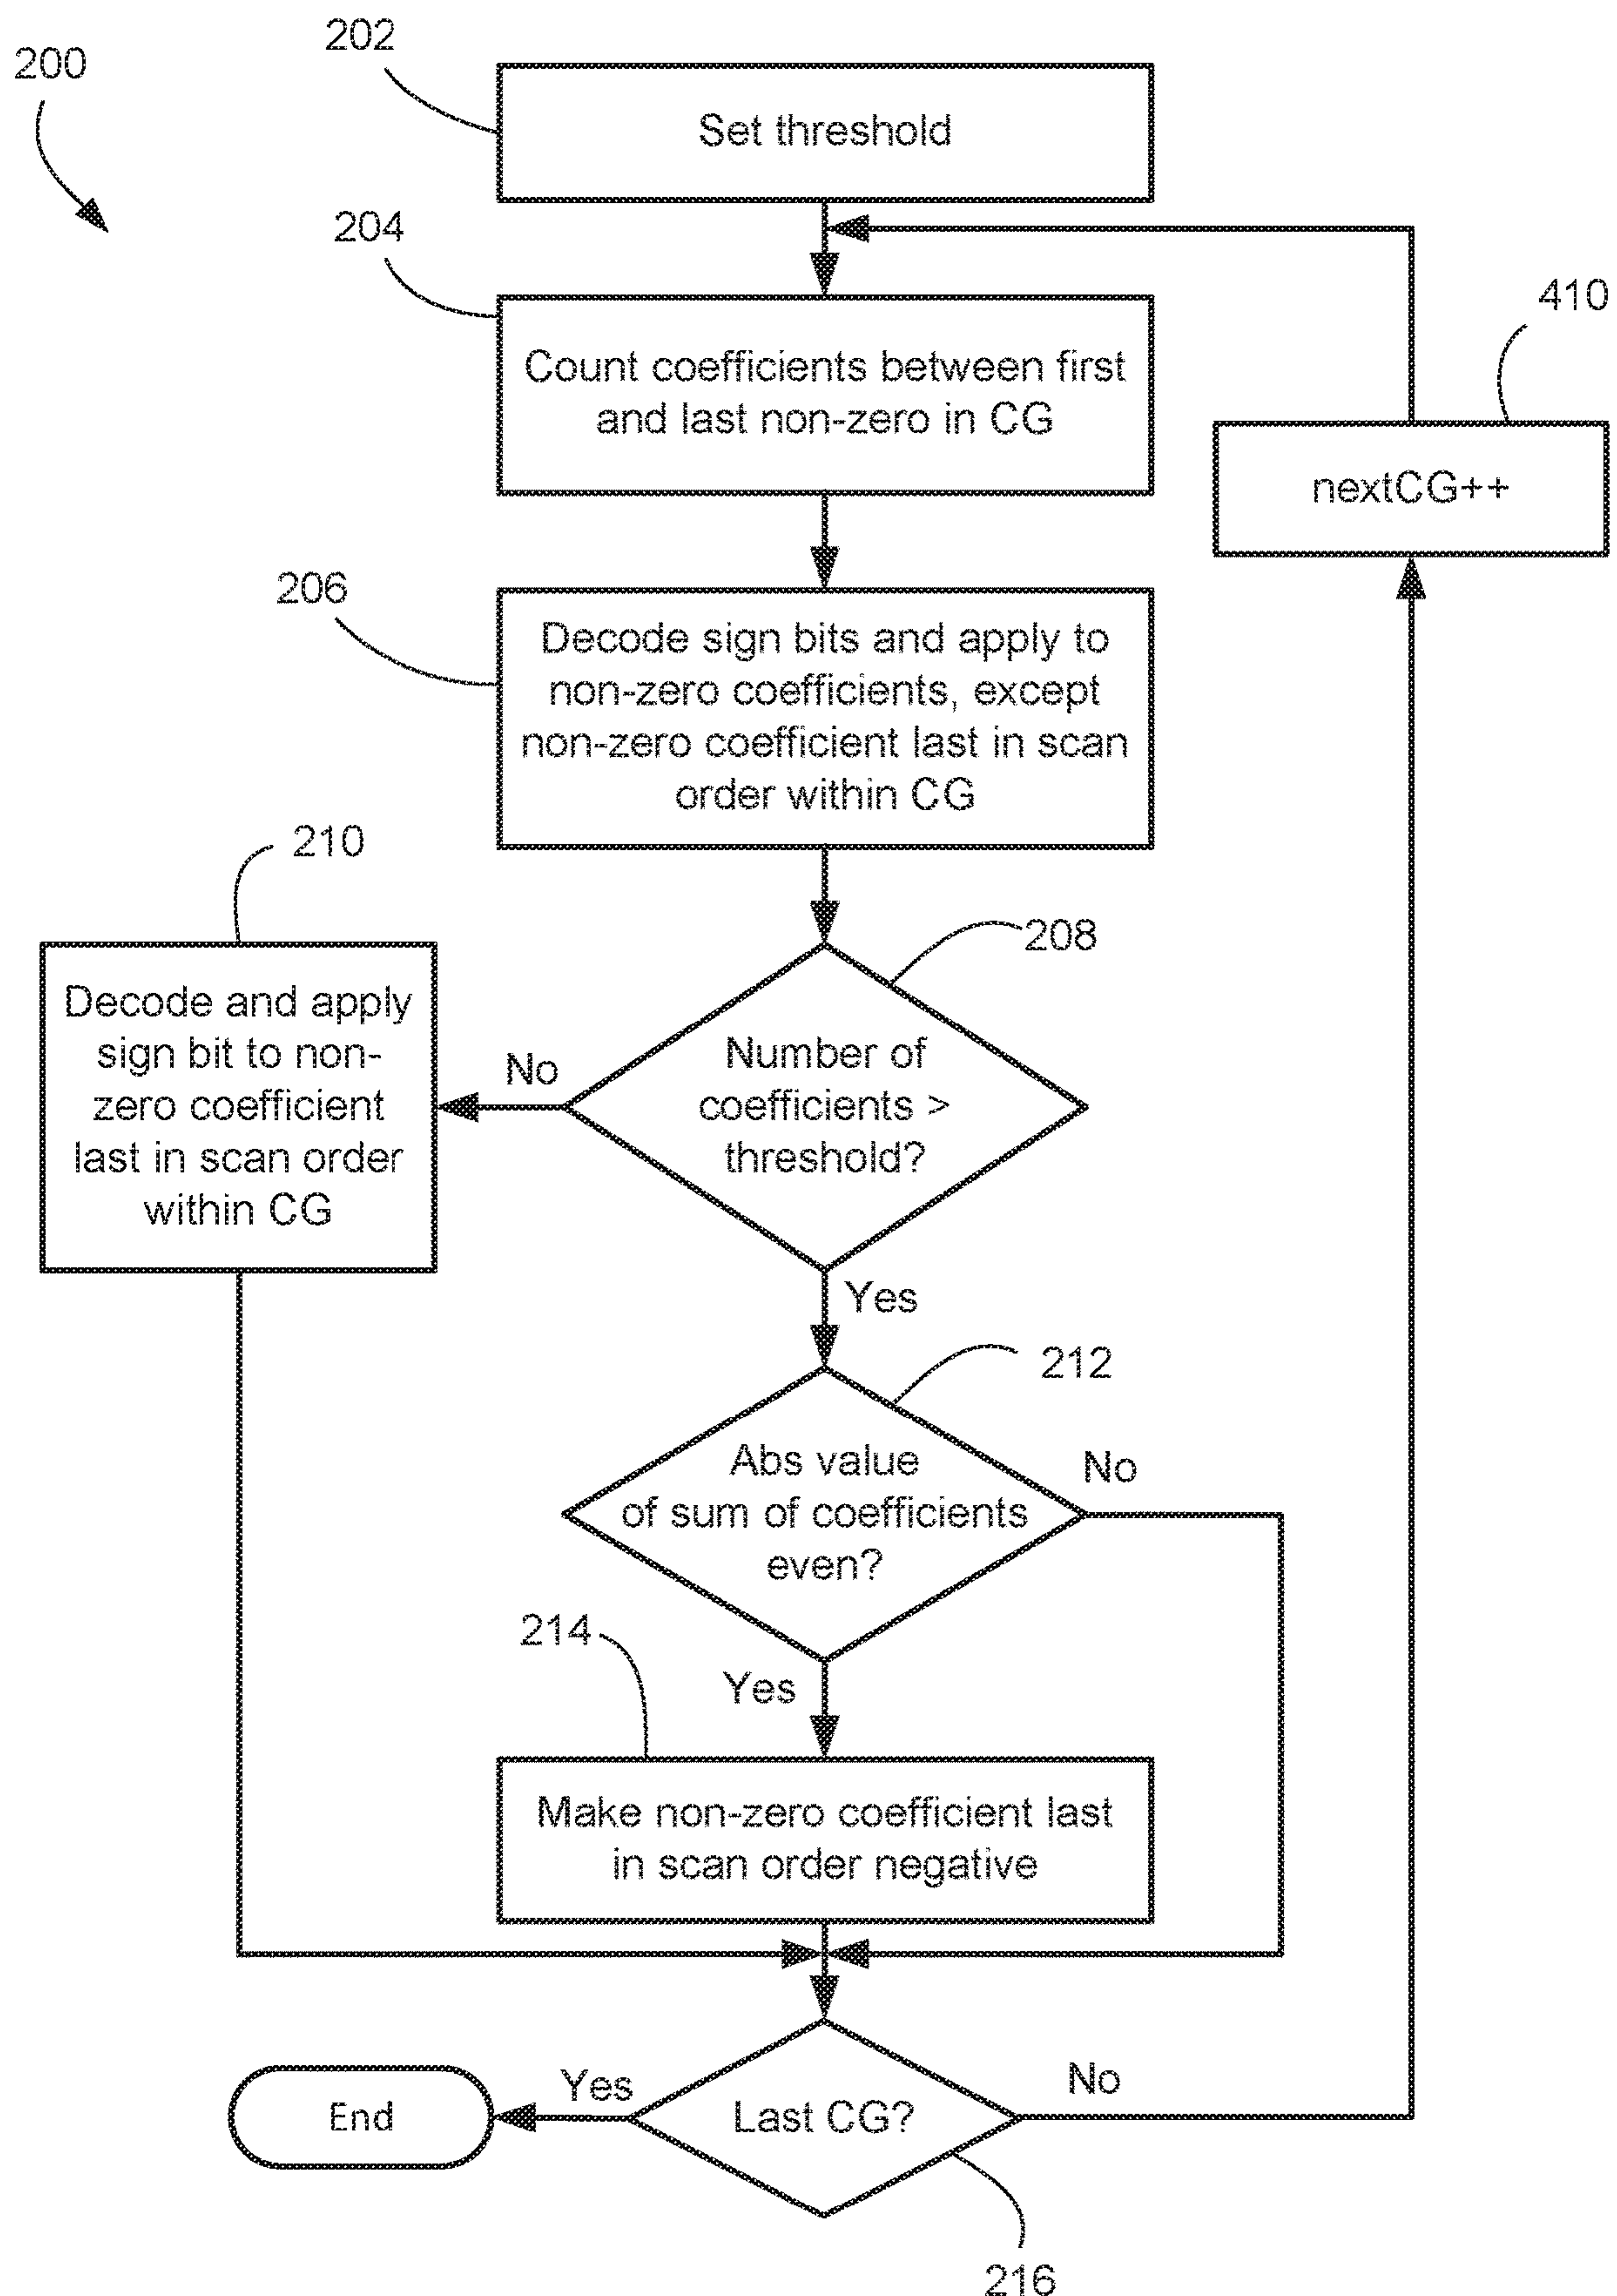 202
200
Set threshold
204
410
Count coefficients between first
and last non-zero in CG
nextCG++
206
Decode sign bits and apply to
non-zero coefficients, except
non-zero coefficient last in scan
order within CG
210
208
Decode and apply
sign bit to non-
zero coefficient
last in scan order
within CG
No
Number of
coefficients >
threshold?
Yes
212
Abs value
of sum of coefficients
even?
No
214
Yes
Make non-zero coefficient last
in scan order negative
Yes
No
End
Last CG?
216